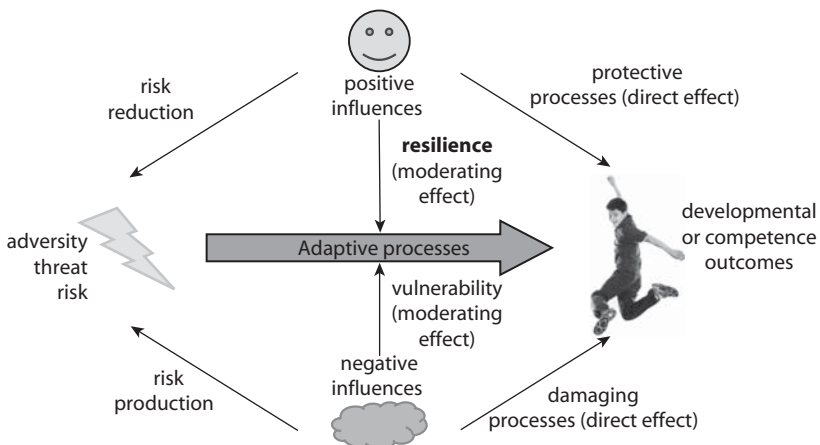 positive
influences
risk
reduction
protective
processes (direct effect)
resilience
(moderating
effect)
adversity
threat
risk
Adaptive processes
developmental
or competence
outcomes
vulnerability
(moderating
effect)
negative
influences
risk
production
damaging
processes (direct effect)